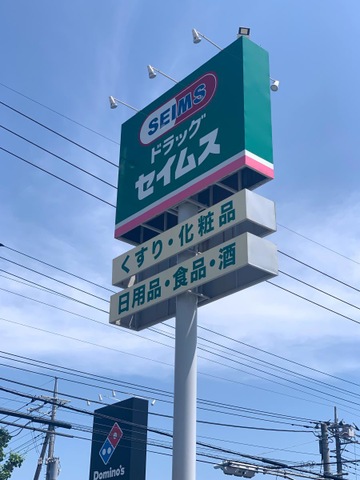 SEIMS
ドラッグ
セイムス
くすり・化粧品
日用品・食品・酒
Domino's